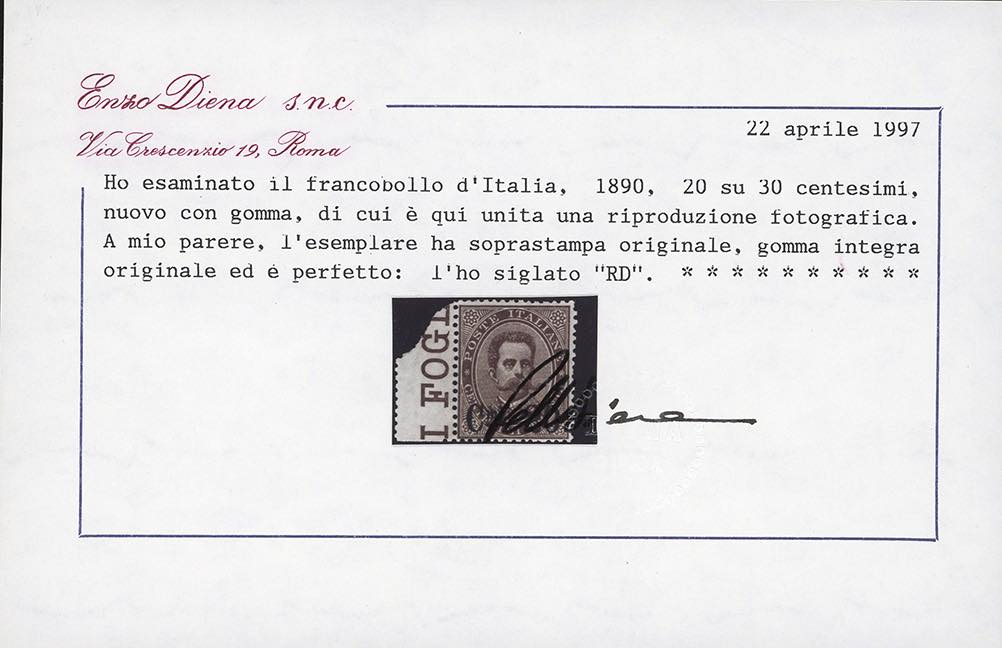 Enzo Diena s.n.c.
Via Crescenzio 19, Roma
22 aprile 1997
Ho esaminato il francobollo d'Italia, 1890, 20 su 30 centesimi,
nuovo con gomma, di cui è qui unita una riproduzione fotografica.
A mio parere, l'esemplare ha soprastampa originale, gomma integra
originale ed è perfetto: l'ho siglato "RD". * * * * * * * * * *
I FOGL
POSTE ITALIAN